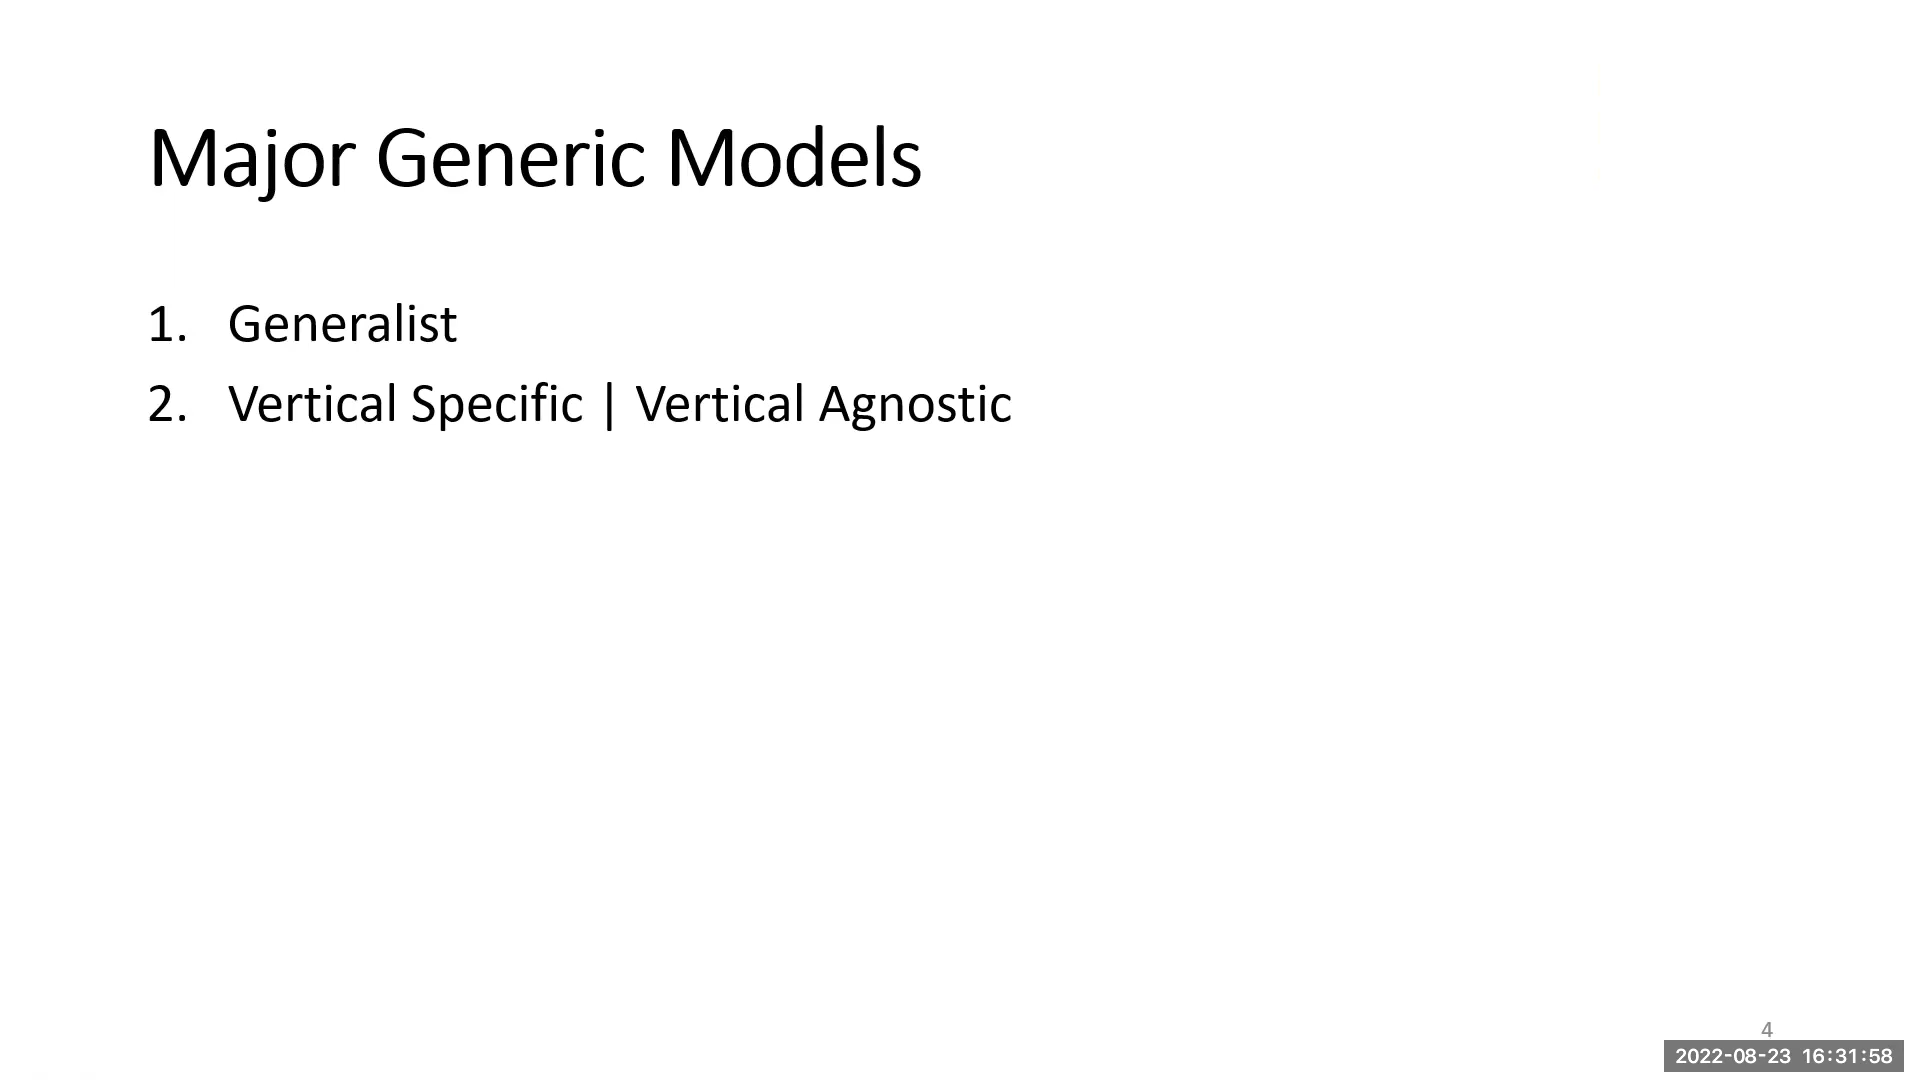 Major Generic Models
1. Generalist
2. Vertical Specific | Vertical Agnostic
4
2022-08-23 16:31:58